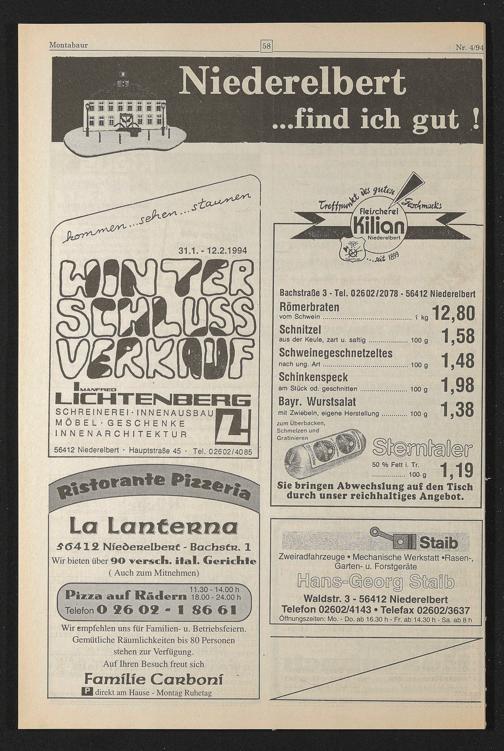 Montabaur
58
Nr. 4/94
Niederelbert
...find ich gut !
kommen...sehen...staunen
31.1. - 12.2.1994
WINTER
SCHLUSS
VERKAUF
MANFRED
LICHTENBERG
SCHREINEREI · INNENAUSBAU
MÖBEL · GESCHENKE
INNENARCHITEKTUR
56412 Niederelbert · Hauptstraße 45 · Tel. 02602/4085
Ristorante Pizzeria
La Lanterna
56412 Niederelbert - Bachstr. 1
Wir bieten über 90 versch. ital. Gerichte
( Auch zum Mitnehmen)
Pizza auf Rädern 11.30 - 14.00 h
18.00 - 24.00 h
Telefon 0 26 02 - 1 86 61
Wir empfehlen uns für Familien- u. Betriebsfeiern.
Gemütliche Räumlichkeiten bis 80 Personen
stehen zur Verfügung.
Auf Ihren Besuch freut sich
Familie Carboni
P direkt am Hause - Montag Ruhetag
Treffpunkt des guten Geschmacks
Fleischerei
Kilian
Niederelbert
...seit 1899
Bachstraße 3 - Tel. 02602/2078 - 56412 Niederelbert
Römerbraten
vom Schwein 1 kg 12,80
Schnitzel
aus der Keule, zart u. saftig 100 g 1,58
Schweinegeschnetzeltes
nach ung. Art 100 g 1,48
Schinkenspeck
am Stück od. geschnitten 100 g 1,98
Bayr. Wurstsalat
mit Zwiebeln, eigene Herstellung 100 g 1,38
zum Überbacken,
Schmelzen und
Gratinieren
Sterntaler
50 % Fett i. Tr.
100 g 1,19
Sie bringen Abwechslung auf den Tisch
durch unser reichhaltiges Angebot.
Staib
Zweiradfahrzeuge • Mechanische Werkstatt •Rasen-,
Garten- u. Forstgeräte
Hans-Georg Staib
Waldstr. 3 - 56412 Niederelbert
Telefon 02602/4143 • Telefax 02602/3637
Öffnungszeiten: Mo. - Do. ab 16.30 h - Fr. ab 14.30 h - Sa. ab 8 h